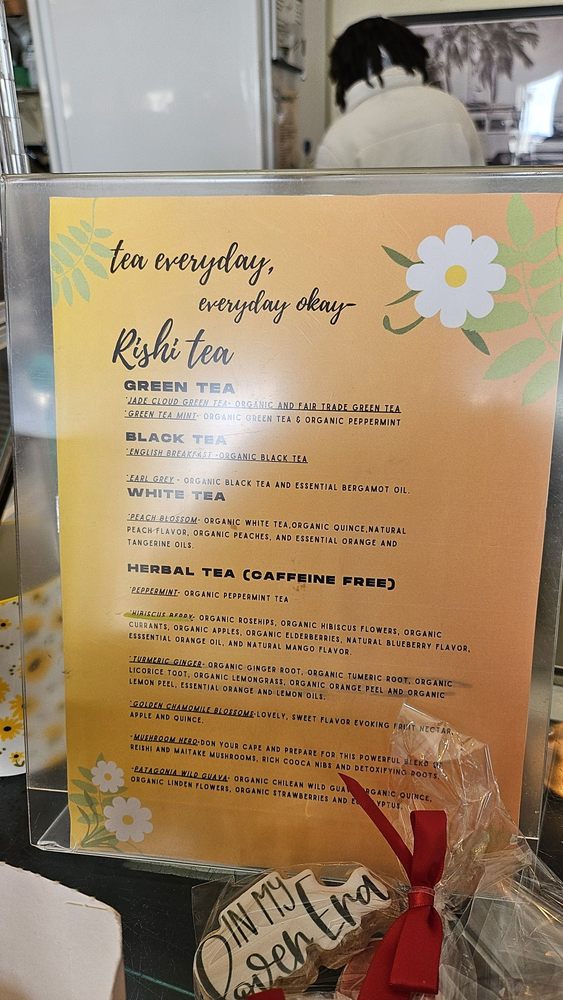 tea everyday,
everyday okay-
Rishi tea
GREEN TEA
*JADE CLOUD GREEN TEA- ORGANIC AND FAIR TRADE GREEN TEA
*GREEN TEA MINT- ORGANIC GREEN TEA & ORGANIC PEPPERMINT
BLACK TEA
*ENGLISH BREAKFAST -ORGANIC BLACK TEA
*EARL GREY - ORGANIC BLACK TEA AND ESSENTIAL BERGAMOT OIL.
WHITE TEA
*PEACH BLOSSOM- ORGANIC WHITE TEA,ORGANIC QUINCE,NATURAL
PEACH FLAVOR, ORGANIC PEACHES, AND ESSENTIAL ORANGE AND
TANGERINE OILS.
HERBAL TEA (CAFFEINE FREE)
*PEPPERMINT- ORGANIC PEPPERMINT TEA
*HIBISCUS BERRY- ORGANIC ROSEHIPS, ORGANIC HIBISCUS FLOWERS, ORGANIC
CURRANTS, ORGANIC APPLES, ORGANIC ELDERBERRIES, NATURAL BLUEBERRY FLAVOR,
ESSSENTIAL ORANGE OIL, AND NATURAL MANGO FLAVOR.
*TURMERIC GINGER- ORGANIC GINGER ROOT, ORGANIC TUMERIC ROOT, ORGANIC
LICORICE TOOT, ORGANIC LEMONGRASS, ORGANIC ORANGE PEEL AND ORGANIC
LEMON PEEL, ESSENTIAL ORANGE AND LEMON OILS.
*GOLDEN CHAMOMILE BLOSSOMS-LOVELY, SWEET FLAVOR EVOKING FRUIT NECTAR,
APPLE AND QUINCE.
*MUSHROOM HERO-DON YOUR CAPE AND PREPARE FOR THIS POWERFUL BLEND OF
REISHI AND MAITAKE MUSHROOMS, RICH COOCA NIBS AND DETOXIFYING ROOTS.
*PATAGONIA WILD GUAVA- ORGANIC CHILEAN WILD GUAVA, ORGANIC QUINCE,
ORGANIC LINDEN FLOWERS, ORGANIC STRAWBERRIES AND EUCALYPTUS.
IN MY
Lover Era